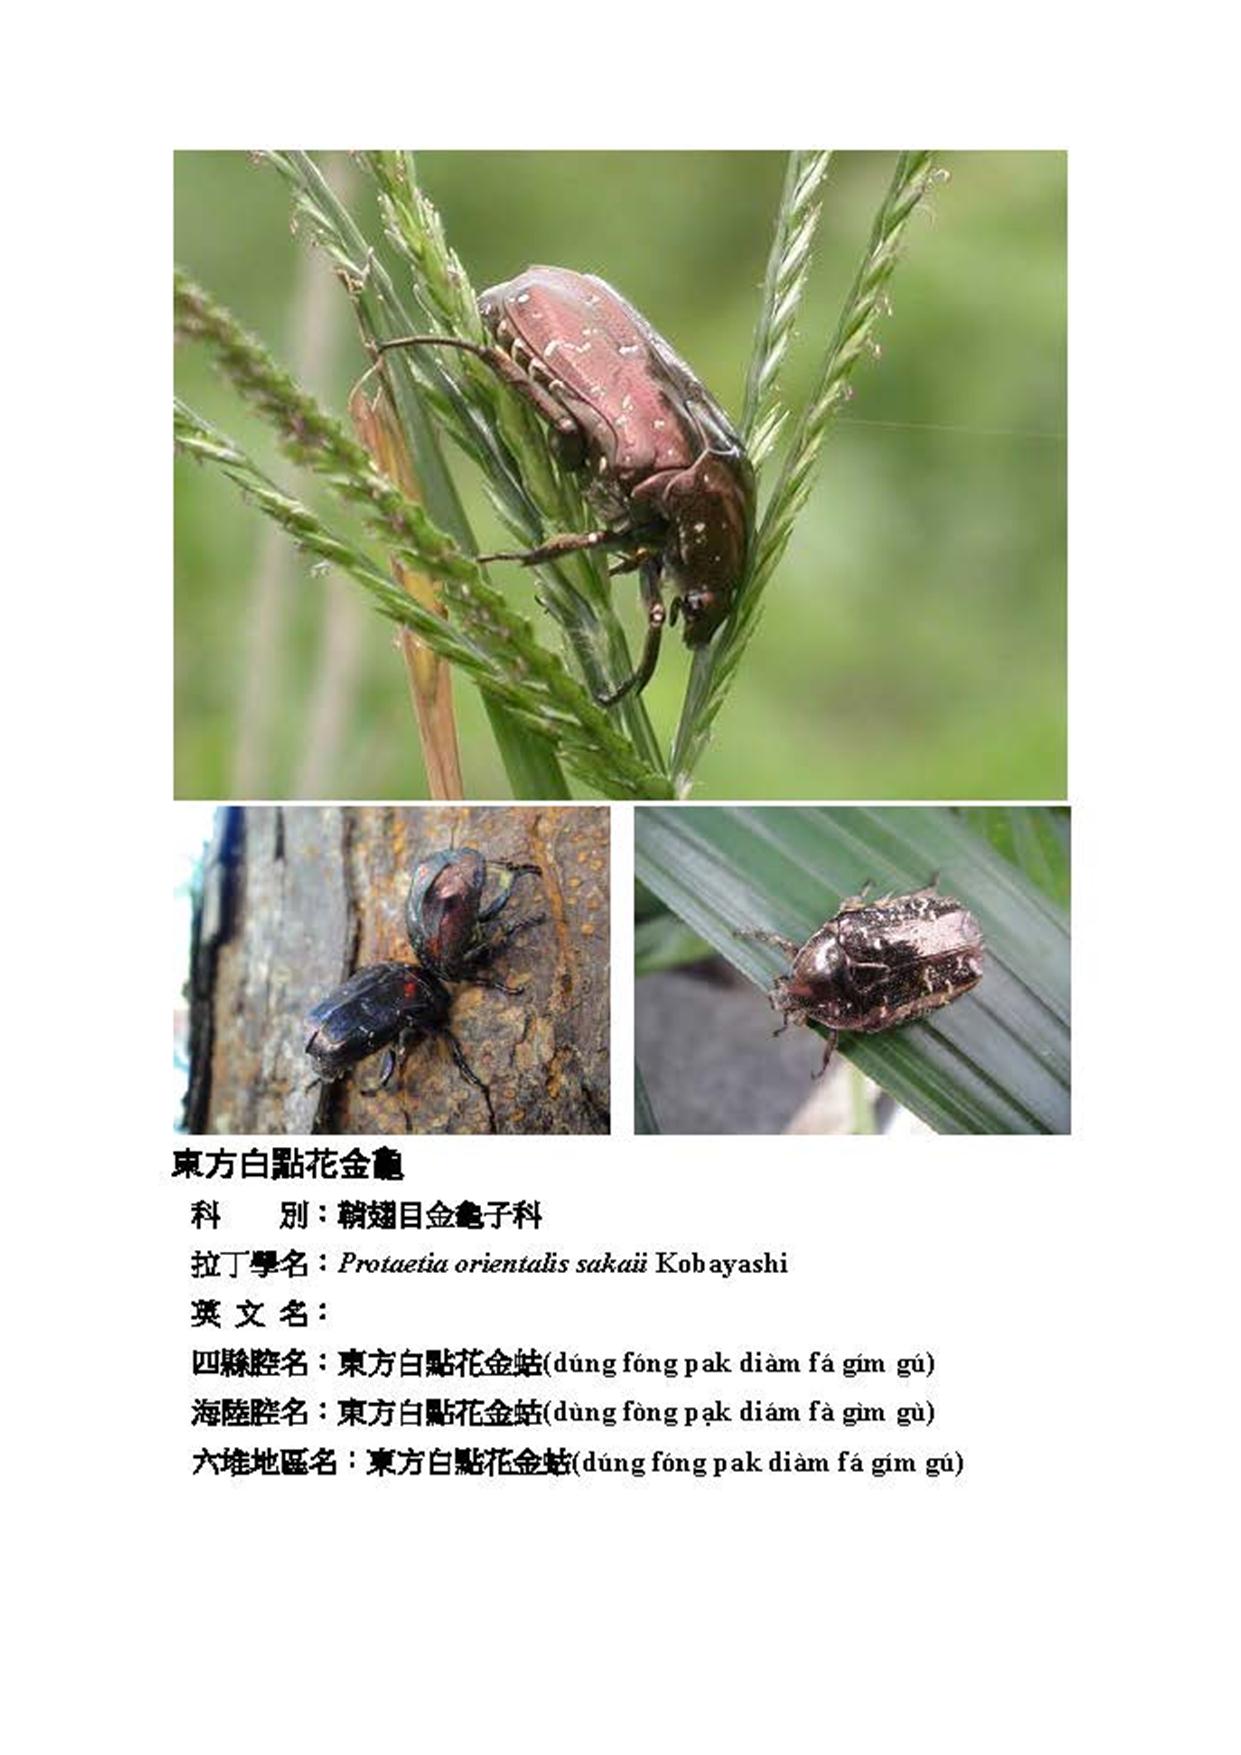 東方白點花金龜
科　　別：鞘翅目金龜子科
拉丁學名：Protaetia orientalis sakaii Kobayashi
英 文 名：
四縣腔名：東方白點花金蛄(dúng fóng pak diàm fá gím gú)
海陸腔名：東方白點花金蛄(dùng fòng pạk diám fà gìm gù)
六堆地區名：東方白點花金蛄(dúng fóng pak diàm fá gím gú)